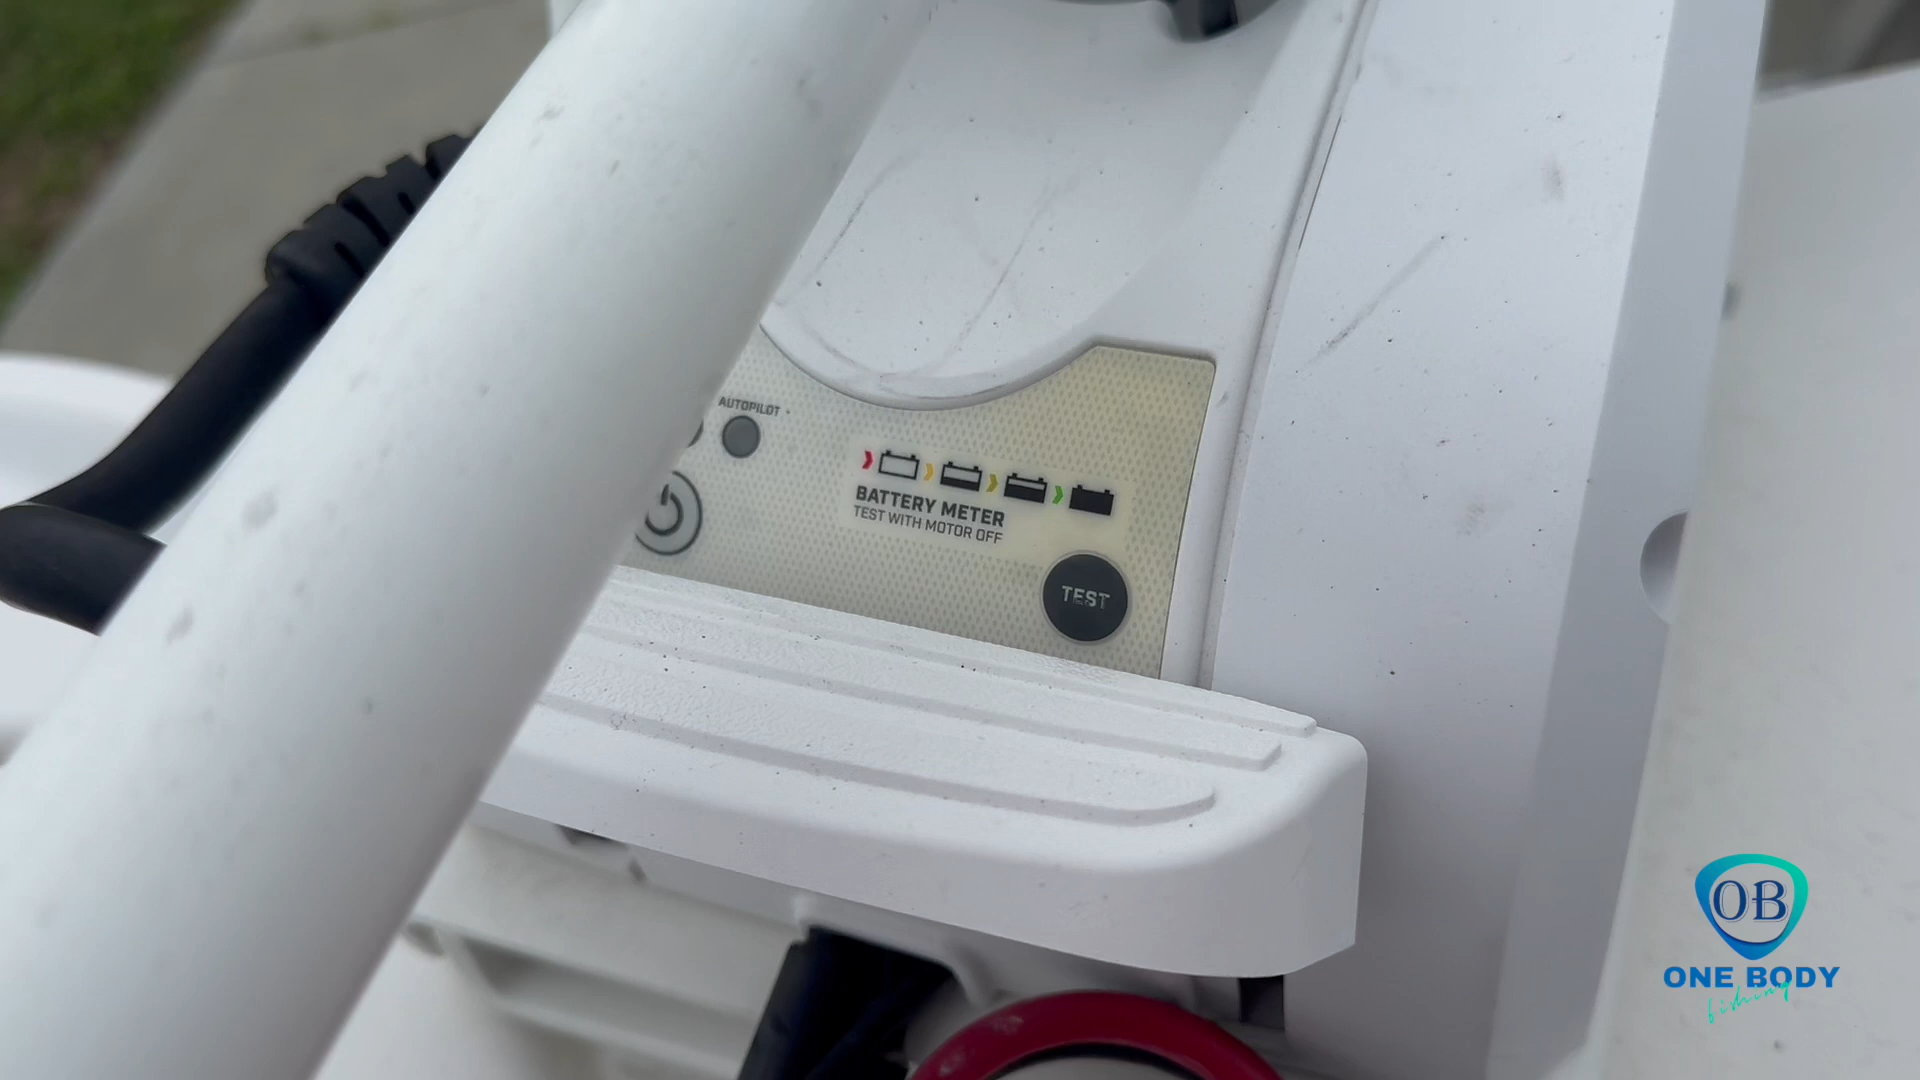 AUTOPILOT
BATTERY METER
TEST WITH MOTOR OFF
TEST
OB
ONE BODY
fishing